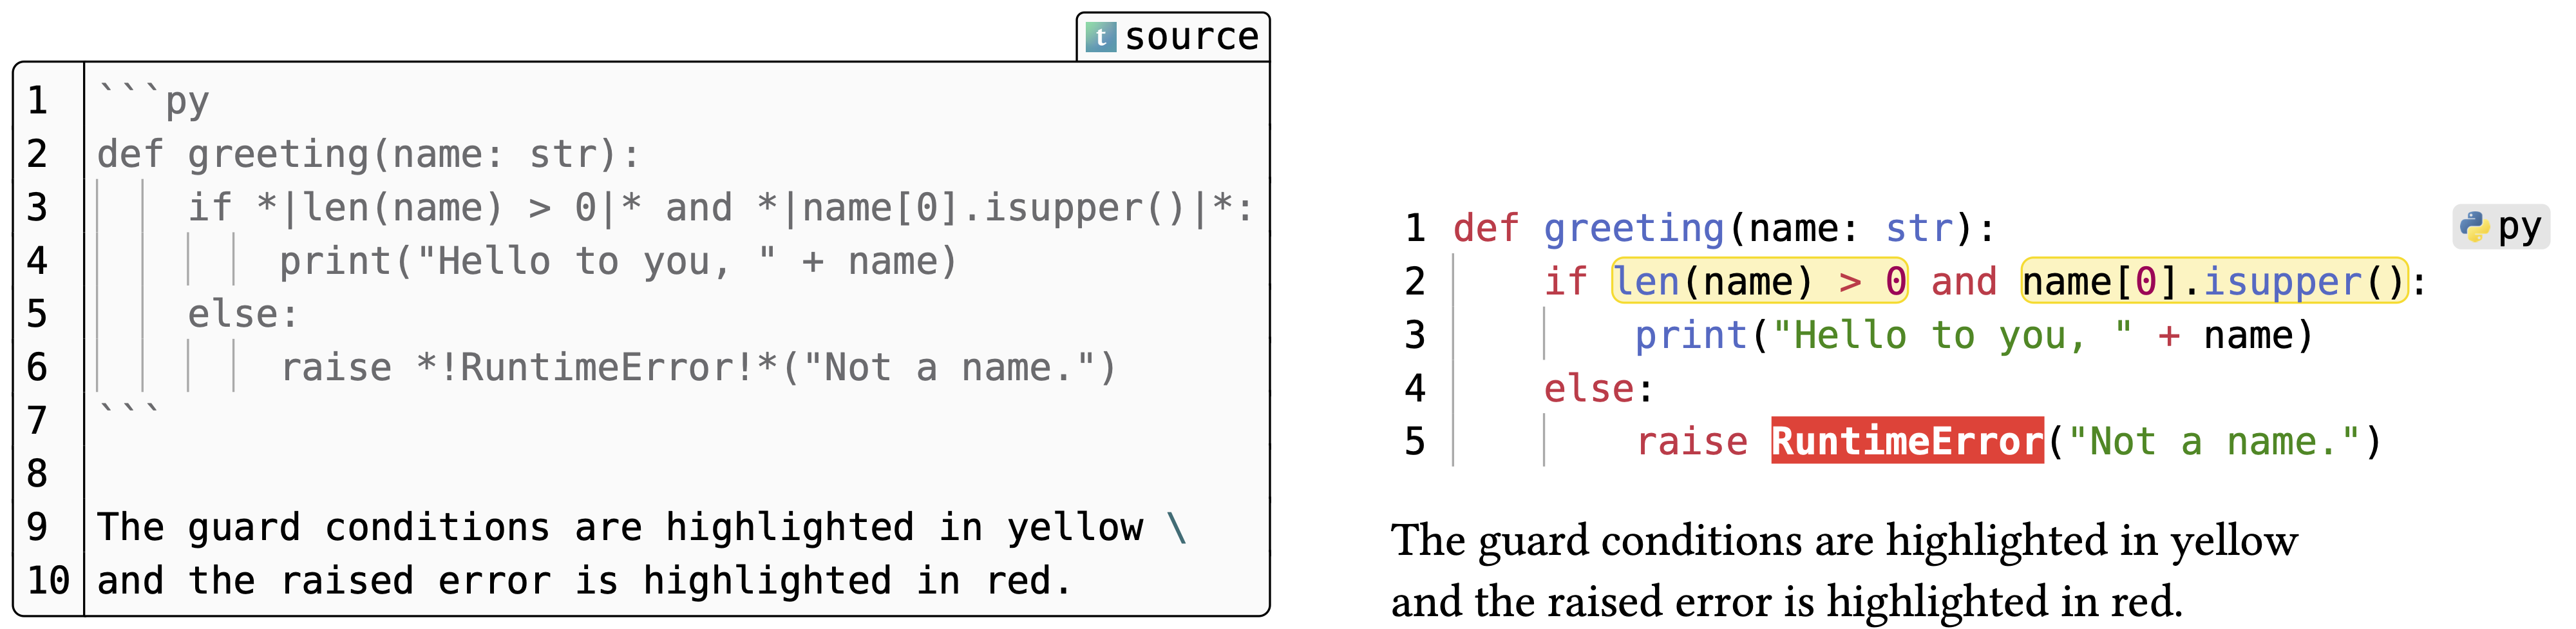 t source
1 ```py
2 def greeting(name: str):
3     if *|len(name) > 0|* and *|name[0].isupper()|*:
4         print("Hello to you, " + name)
5     else:
6         raise *!RuntimeError!*("Not a name.")
7 ```
8
9 The guard conditions are highlighted in yellow \
10 and the raised error is highlighted in red.
1 def greeting(name: str): py
2     if len(name) > 0 and name[0].isupper():
3         print("Hello to you, " + name)
4     else:
5         raise RuntimeError("Not a name.")
The guard conditions are highlighted in yellow
and the raised error is highlighted in red.